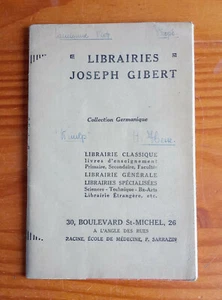 LIBRAIRIES
JOSEPH GIBERT
Collection Germanique
LIBRAIRIE CLASSIQUE
livres d'enseignement
Primaire, Secondaire, Faculté
LIBRAIRIE GÉNÉRALE
LIBRAIRIES SPÉCIALISÉES
Sciences - Technique - Bx-Arts
Librairie Étrangère, etc.
30, BOULEVARD St-MICHEL, 26
A L'ANGLE DES RUES
RACINE, ÉCOLE DE MÉDECINE, P. SARRAZIN